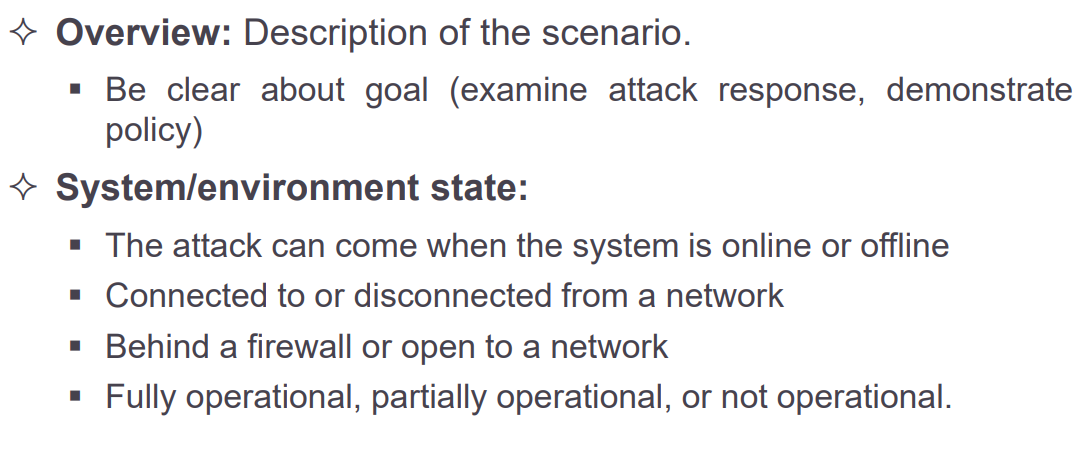 ✧ Overview: Description of the scenario.
▪ Be clear about goal (examine attack response, demonstrate
policy)
✧ System/environment state:
▪ The attack can come when the system is online or offline
▪ Connected to or disconnected from a network
▪ Behind a firewall or open to a network
▪ Fully operational, partially operational, or not operational.